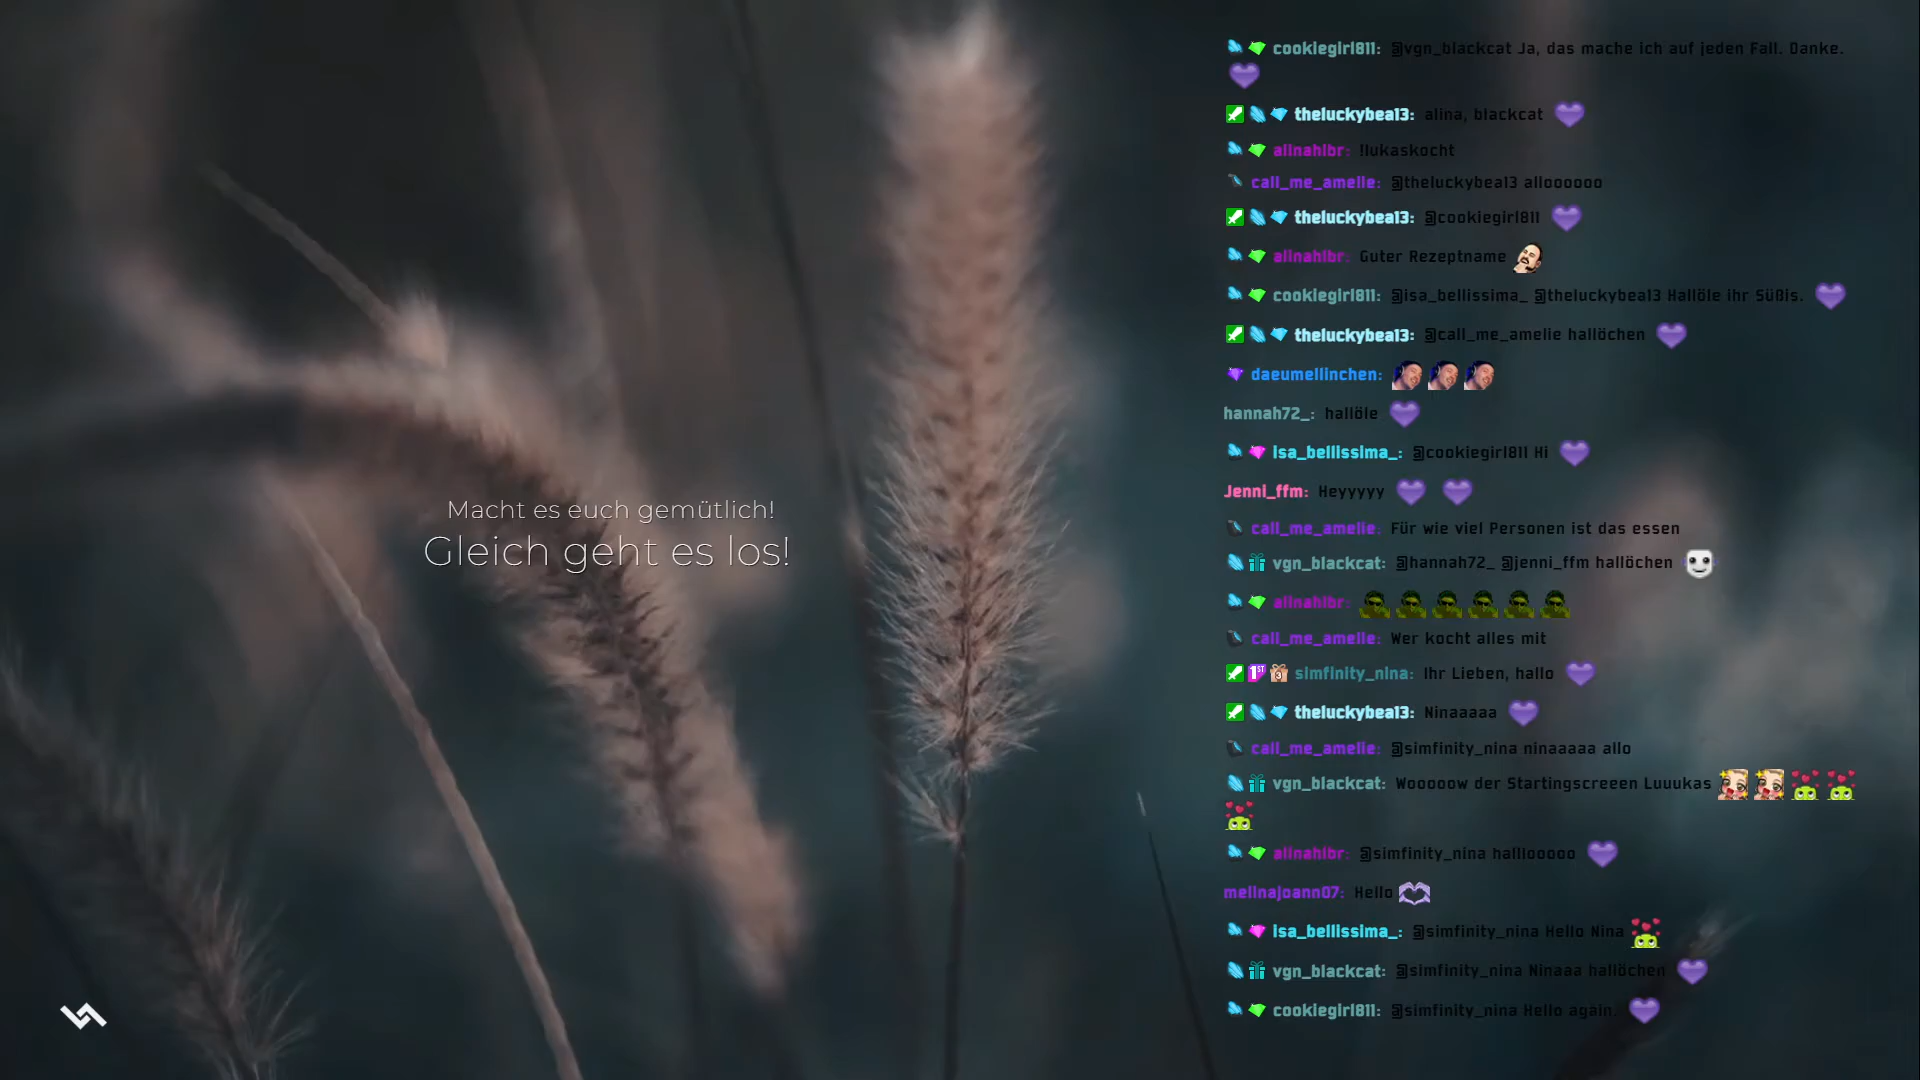 cookiegirl811: @vgn_blackcat Ja, das mache ich auf jeden Fall. Danke.
theluckybea13: alina, blackcat
alinahlbr: !lukaskocht
call_me_amelie: @theluckybea13 alloooooo
theluckybea13: @cookiegirl811
alinahlbr: Guter Rezeptname
cookiegirl811: @isa_bellissima_ @theluckybea13 Hallöle ihr Süßis.
theluckybea13: @call_me_amelie hallöchen
daeumelinchen:
hannah72_: hallöle
isa_bellissima_: @cookiegirl811 Hi
Jenni_ffm: Heyyyyy
Macht es euch gemütlich!
Gleich geht es los!
call_me_amelie: Für wie viel Personen ist das essen
vgn_blackcat: @hannah72_ @jenni_ffm hallöchen
alinahlbr:
call_me_amelie: Wer kocht alles mit
1ST 3 simfinity_nina: Ihr Lieben, hallo
theluckybea13: Ninaaaaa
call_me_amelie: @simfinity_nina ninaaaaa allo
vgn_blackcat: Wooooow der Startingscreeen Luuukas
alinahlbr: @simfinity_nina halliooooo
melinajoann07: Hello
isa_bellissima_: @simfinity_nina Hello Nina
vgn_blackcat: @simfinity_nina Ninaaa hallöchen
cookiegirl811: @simfinity_nina Hello again.